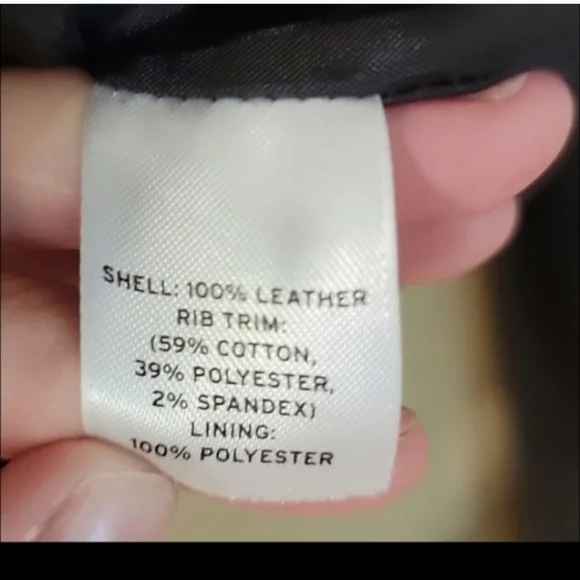 SHELL: 100% LEATHER
RIB TRIM:
(59% COTTON,
39% POLYESTER,
2% SPANDEX)
LINING:
100% POLYESTER